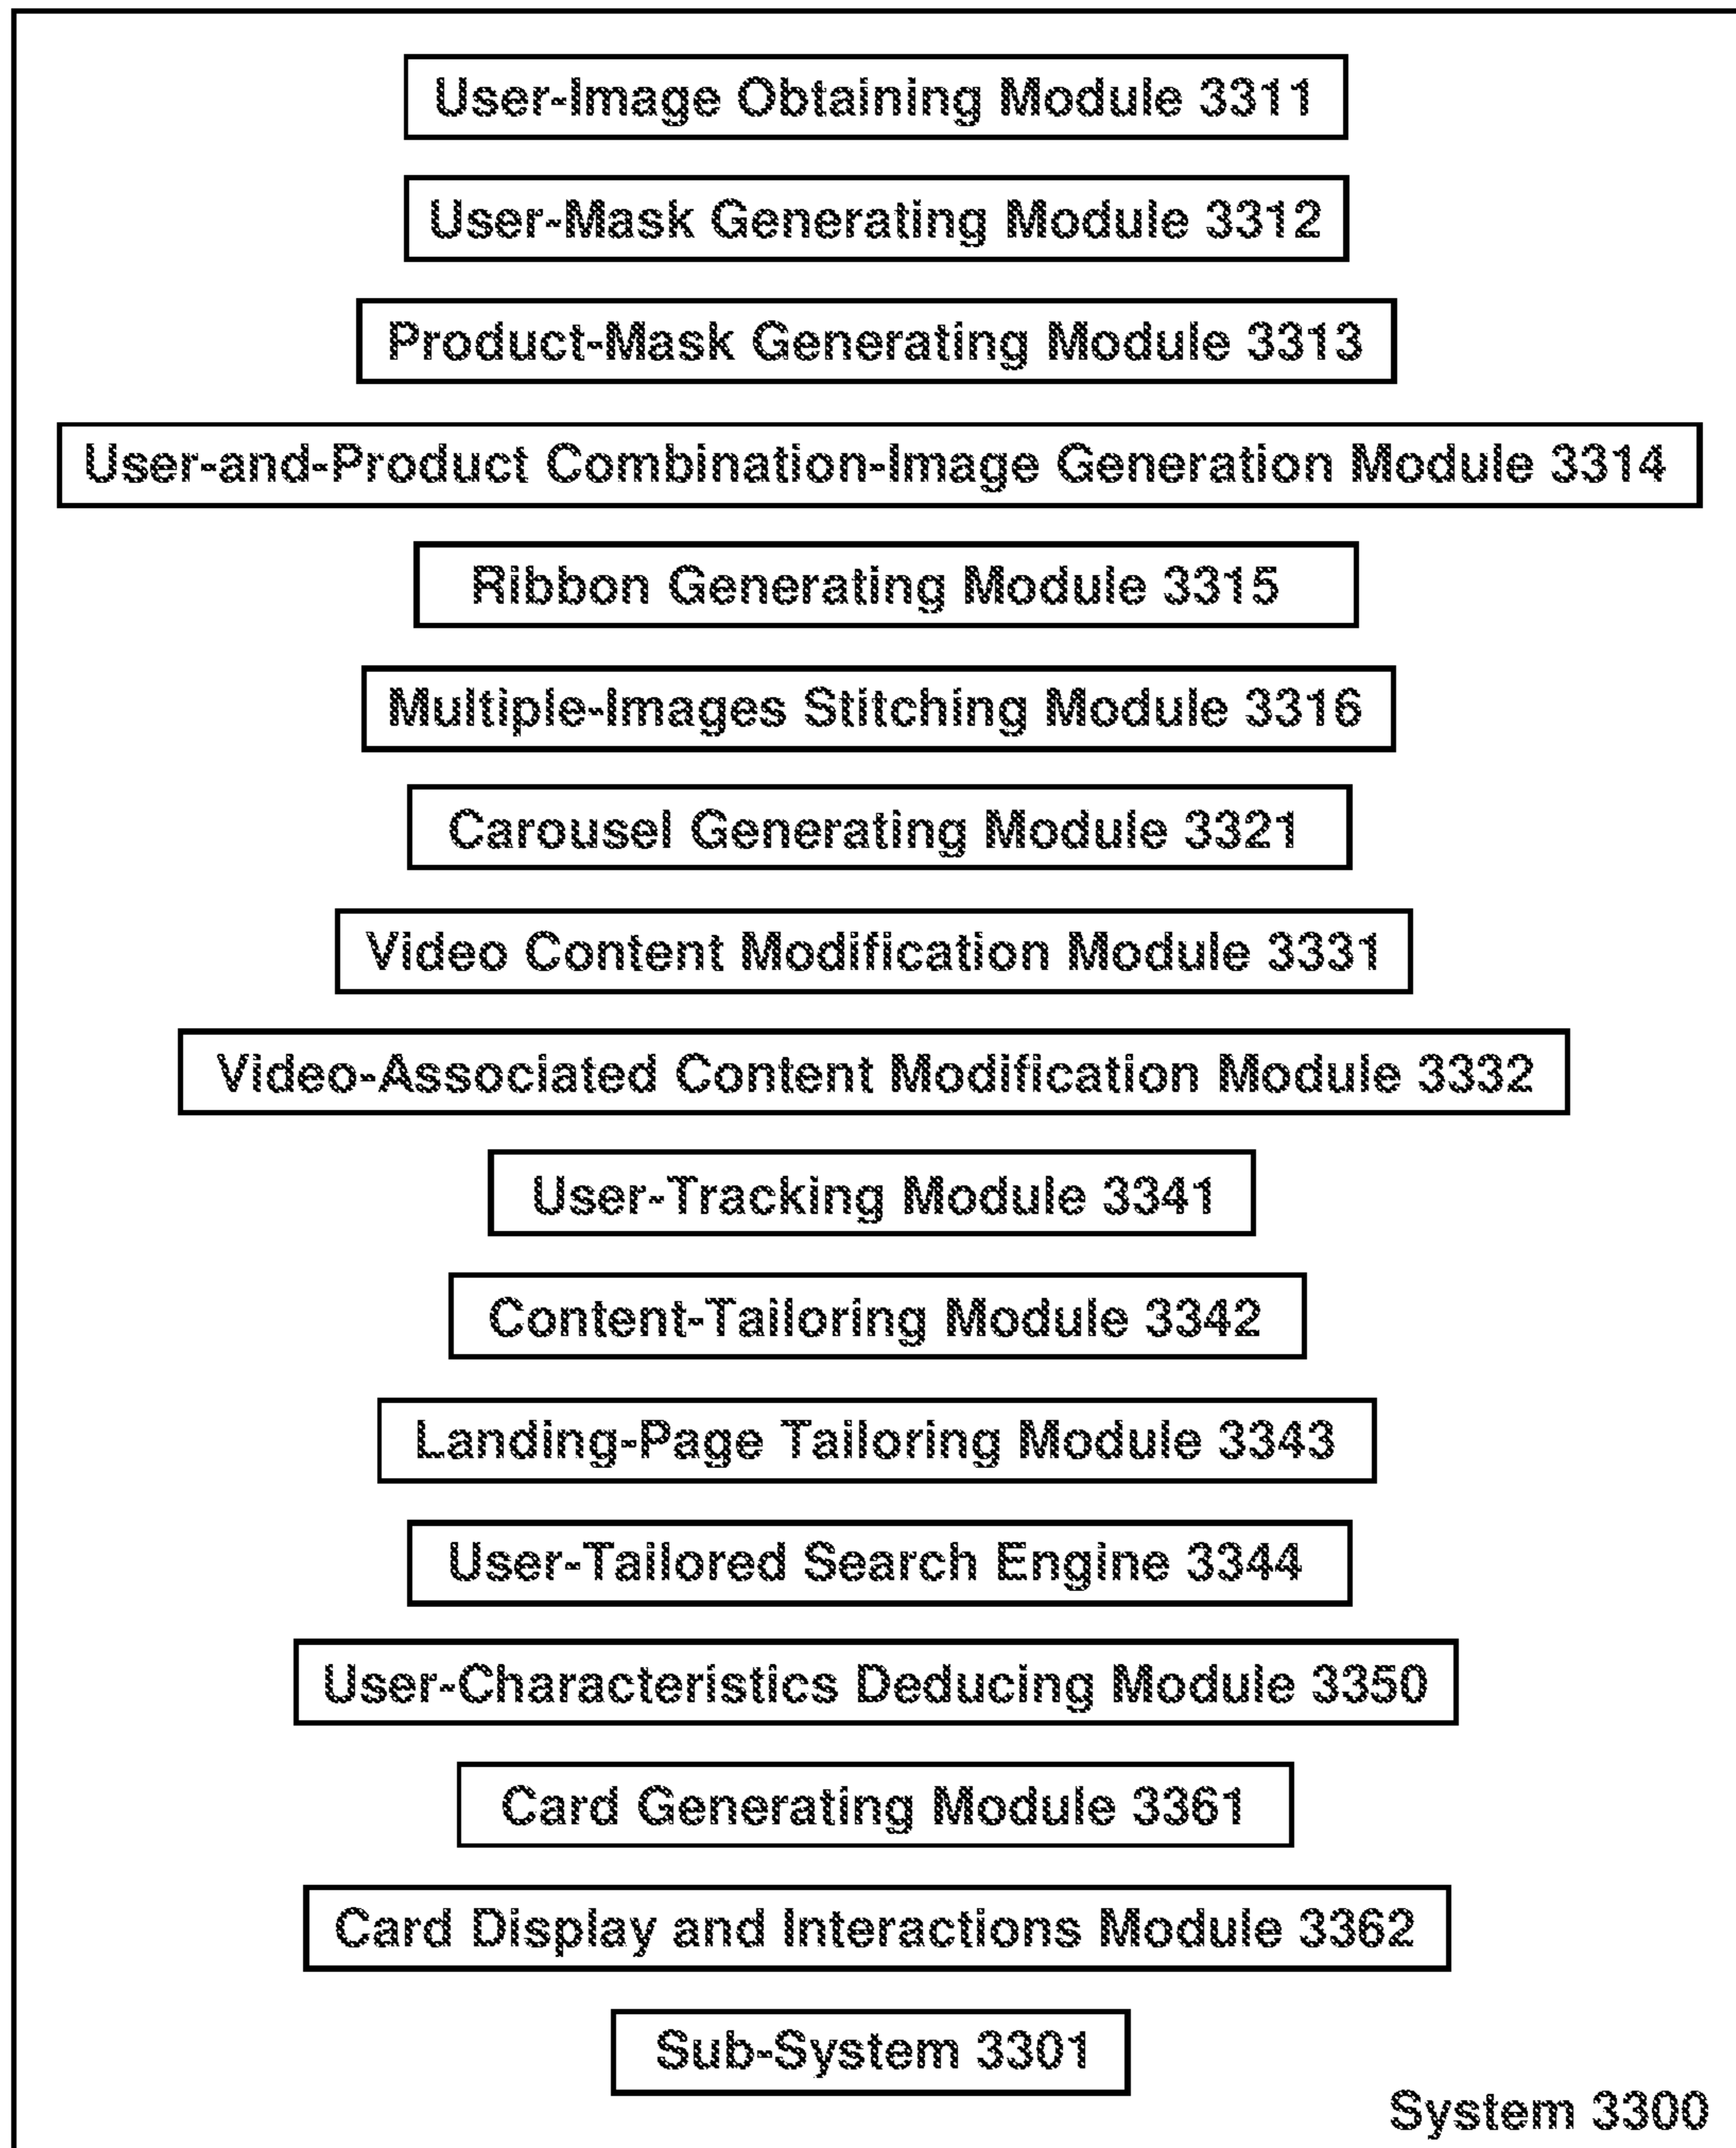 User-Image Obtaining Module 3311
User-Mask Generating Module 3312
Product-Mask Generating Module 3313
User-and-Product Combination-Image Generation Module 3314
Ribbon Generating Module 3315
Multiple-Images Stitching Module 3316
Carousel Generating Module 3321
Video Content Modification Module 3331
Video-Associated Content Modification Module 3332
User-Tracking Module 3341
Content-Tailoring Module 3342
Landing-Page Tailoring Module 3343
User-Tailored Search Engine 3344
User-Characteristics Deducing Module 3350
Card Generating Module 3361
Card Display and Interactions Module 3362
Sub-System 3301
System 3300